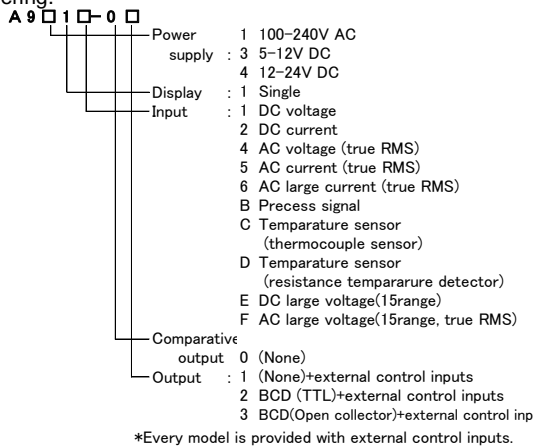 ering.
A9□1□-0□
Power 1 100-240V AC
supply : 3 5-12V DC
4 12-24V DC
Display : 1 Single
Input : 1 DC voltage
2 DC current
4 AC voltage (true RMS)
5 AC current (true RMS)
6 AC large current (true RMS)
B Precess signal
C Temparature sensor
(thermocouple sensor)
D Temparature sensor
(resistance tempararure detector)
E DC large voltage(15range)
F AC large voltage(15range, true RMS)
Comparative
output 0 (None)
Output : 1 (None)+external control inputs
2 BCD (TTL)+external control inputs
3 BCD(Open collector)+external control inp
*Every model is provided with external control inputs.